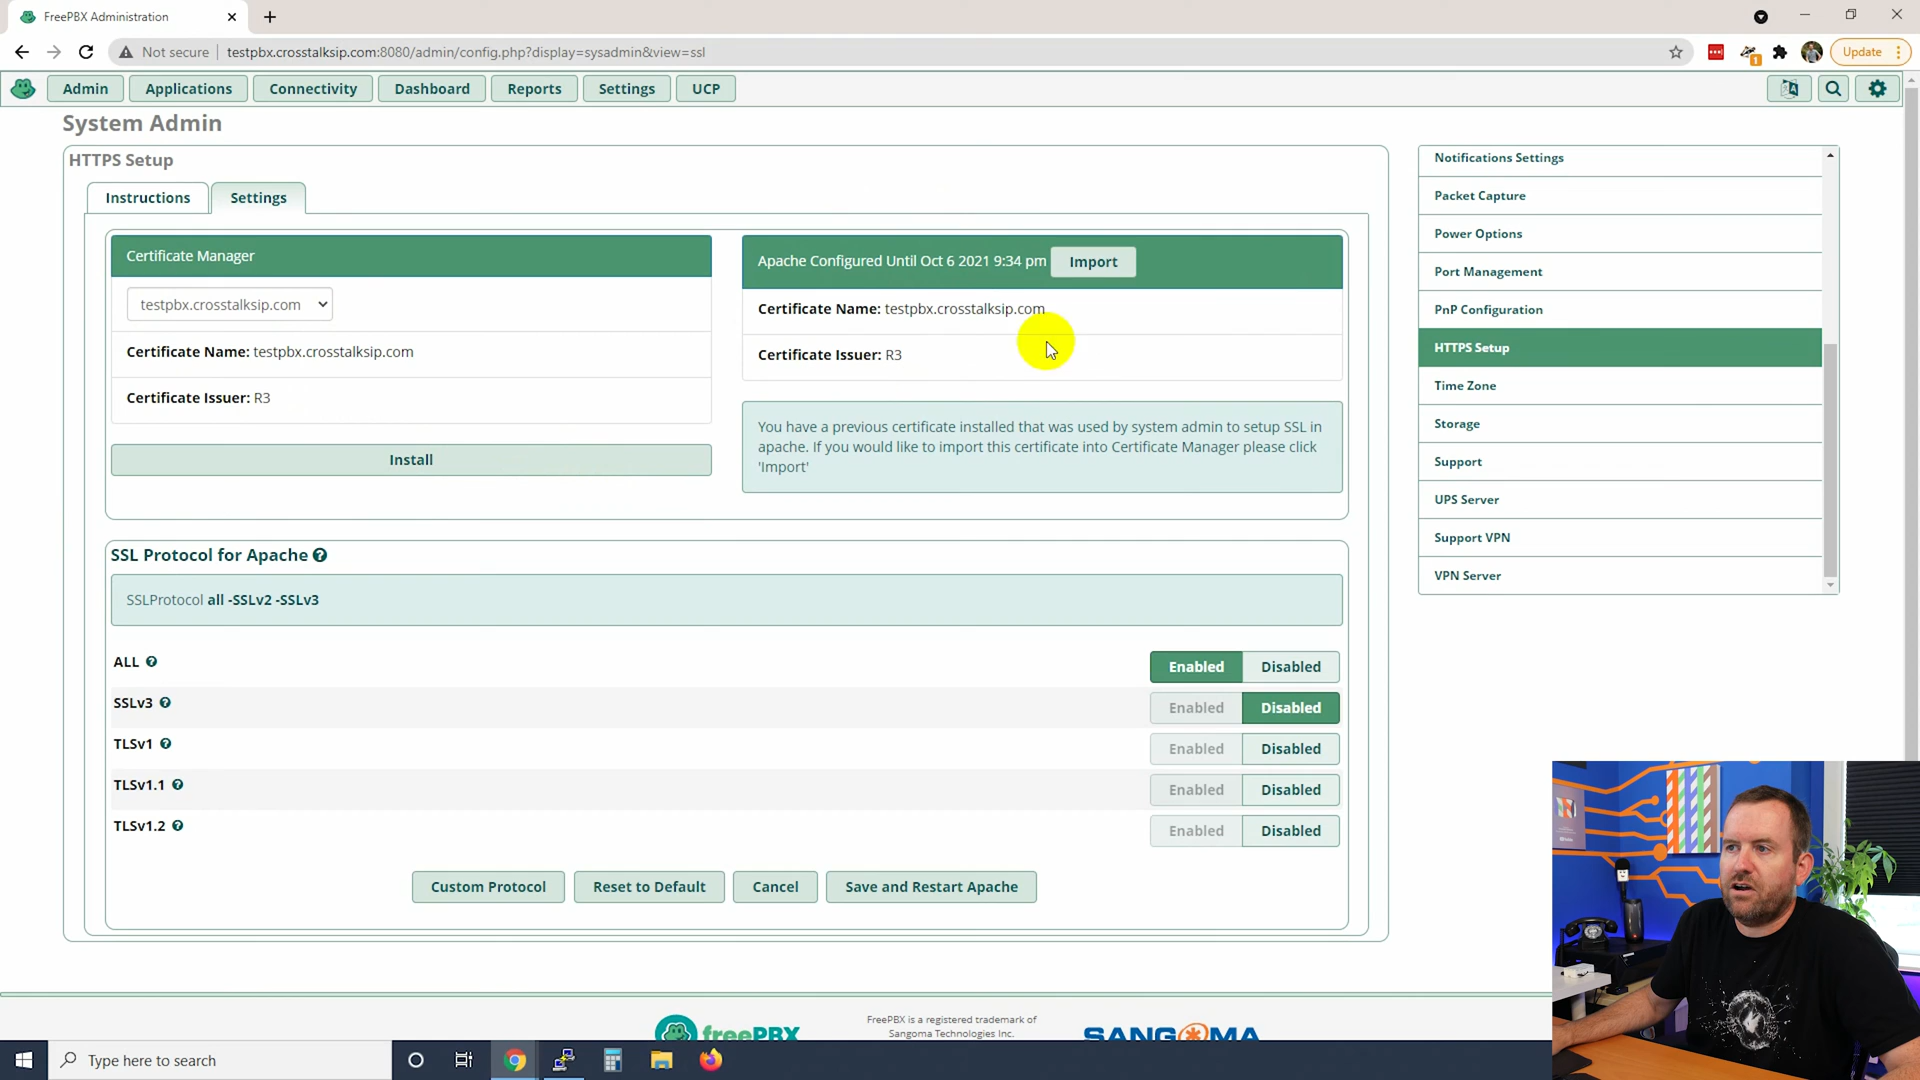 FreePBX Administration
Not secure
testpbx.crosstalksip.com:8080/admin/config.php?display=sysadmin&view=ssl
1
Update
Admin
Applications
Connectivity
Dashboard
Reports
Settings
UCP
System Admin
HTTPS Setup
Instructions
Settings
Certificate Manager
testpbx.crosstalksip.com
Certificate Name: testpbx.crosstalksip.com
Certificate Issuer: R3
Install
Apache Configured Until Oct 6 2021 9:34 pm
Import
Certificate Name: testpbx.crosstalksip.com
Certificate Issuer: R3
You have a previous certificate installed that was used by system admin to setup SSL in
apache. If you would like to import this certificate into Certificate Manager please click
'Import'
SSL Protocol for Apache
SSLProtocol all -SSLv2 -SSLv3
ALL
Enabled
Disabled
SSLv3
Enabled
Disabled
TLSv1
Enabled
Disabled
TLSv1.1
Enabled
Disabled
TLSv1.2
Enabled
Disabled
Custom Protocol
Reset to Default
Cancel
Save and Restart Apache
Notifications Settings
Packet Capture
Power Options
Port Management
PnP Configuration
HTTPS Setup
Time Zone
Storage
Support
UPS Server
Support VPN
VPN Server
freePBX
FreePBX is a registered trademark of
Sangoma Technologies Inc.
SANGOMA
Type here to search